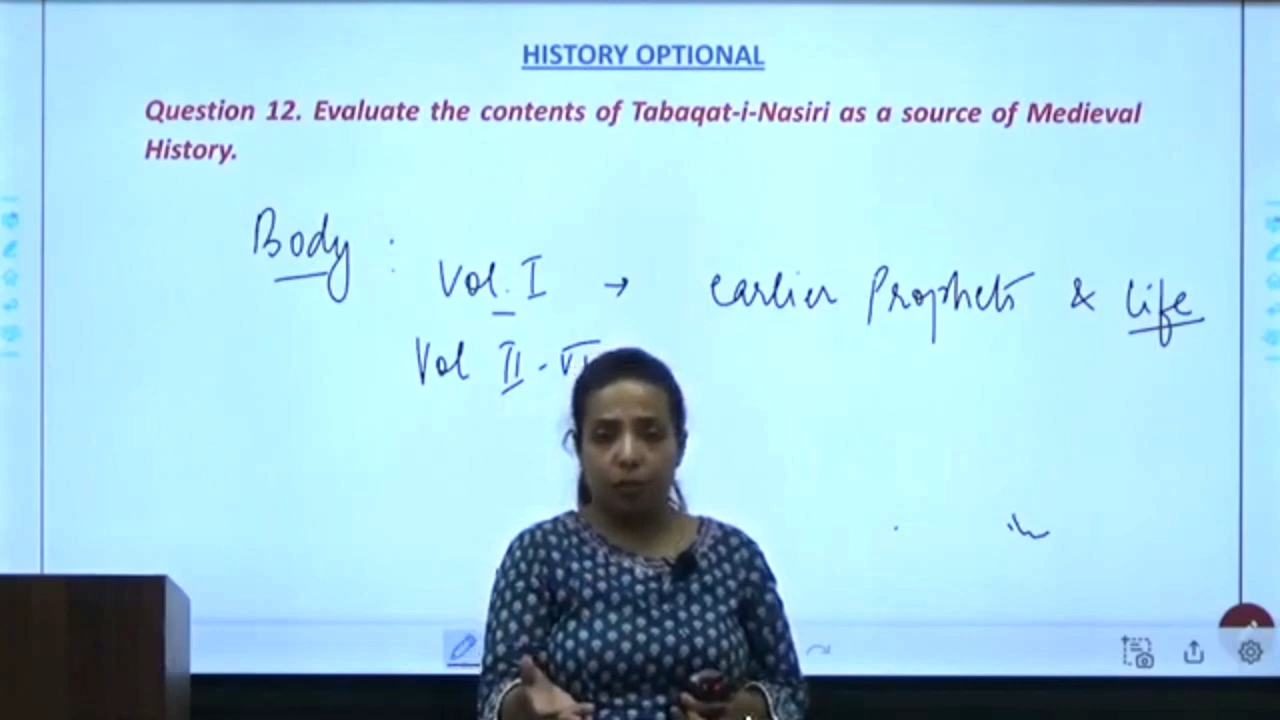 HISTORY OPTIONAL
Question 12. Evaluate the contents of Tabaqat-i-Nasiri as a source of Medieval
History.
Body : Vol. I → earlier Prophets & life
Vol II - VI